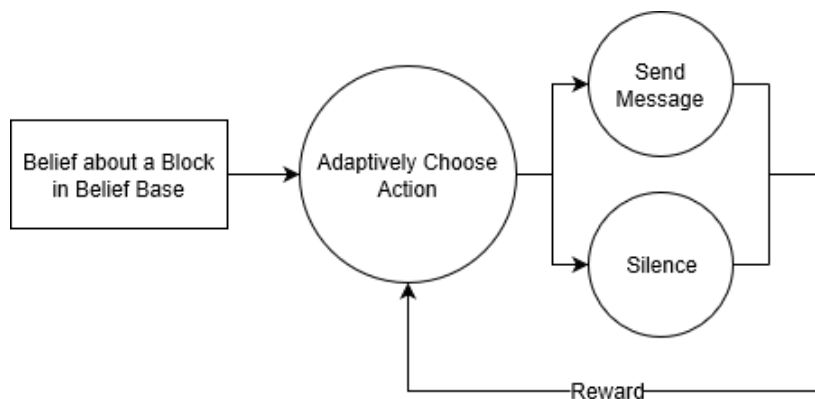 Belief about a Block
in Belief Base
Adaptively Choose
Action
Send
Message
Silence
Reward